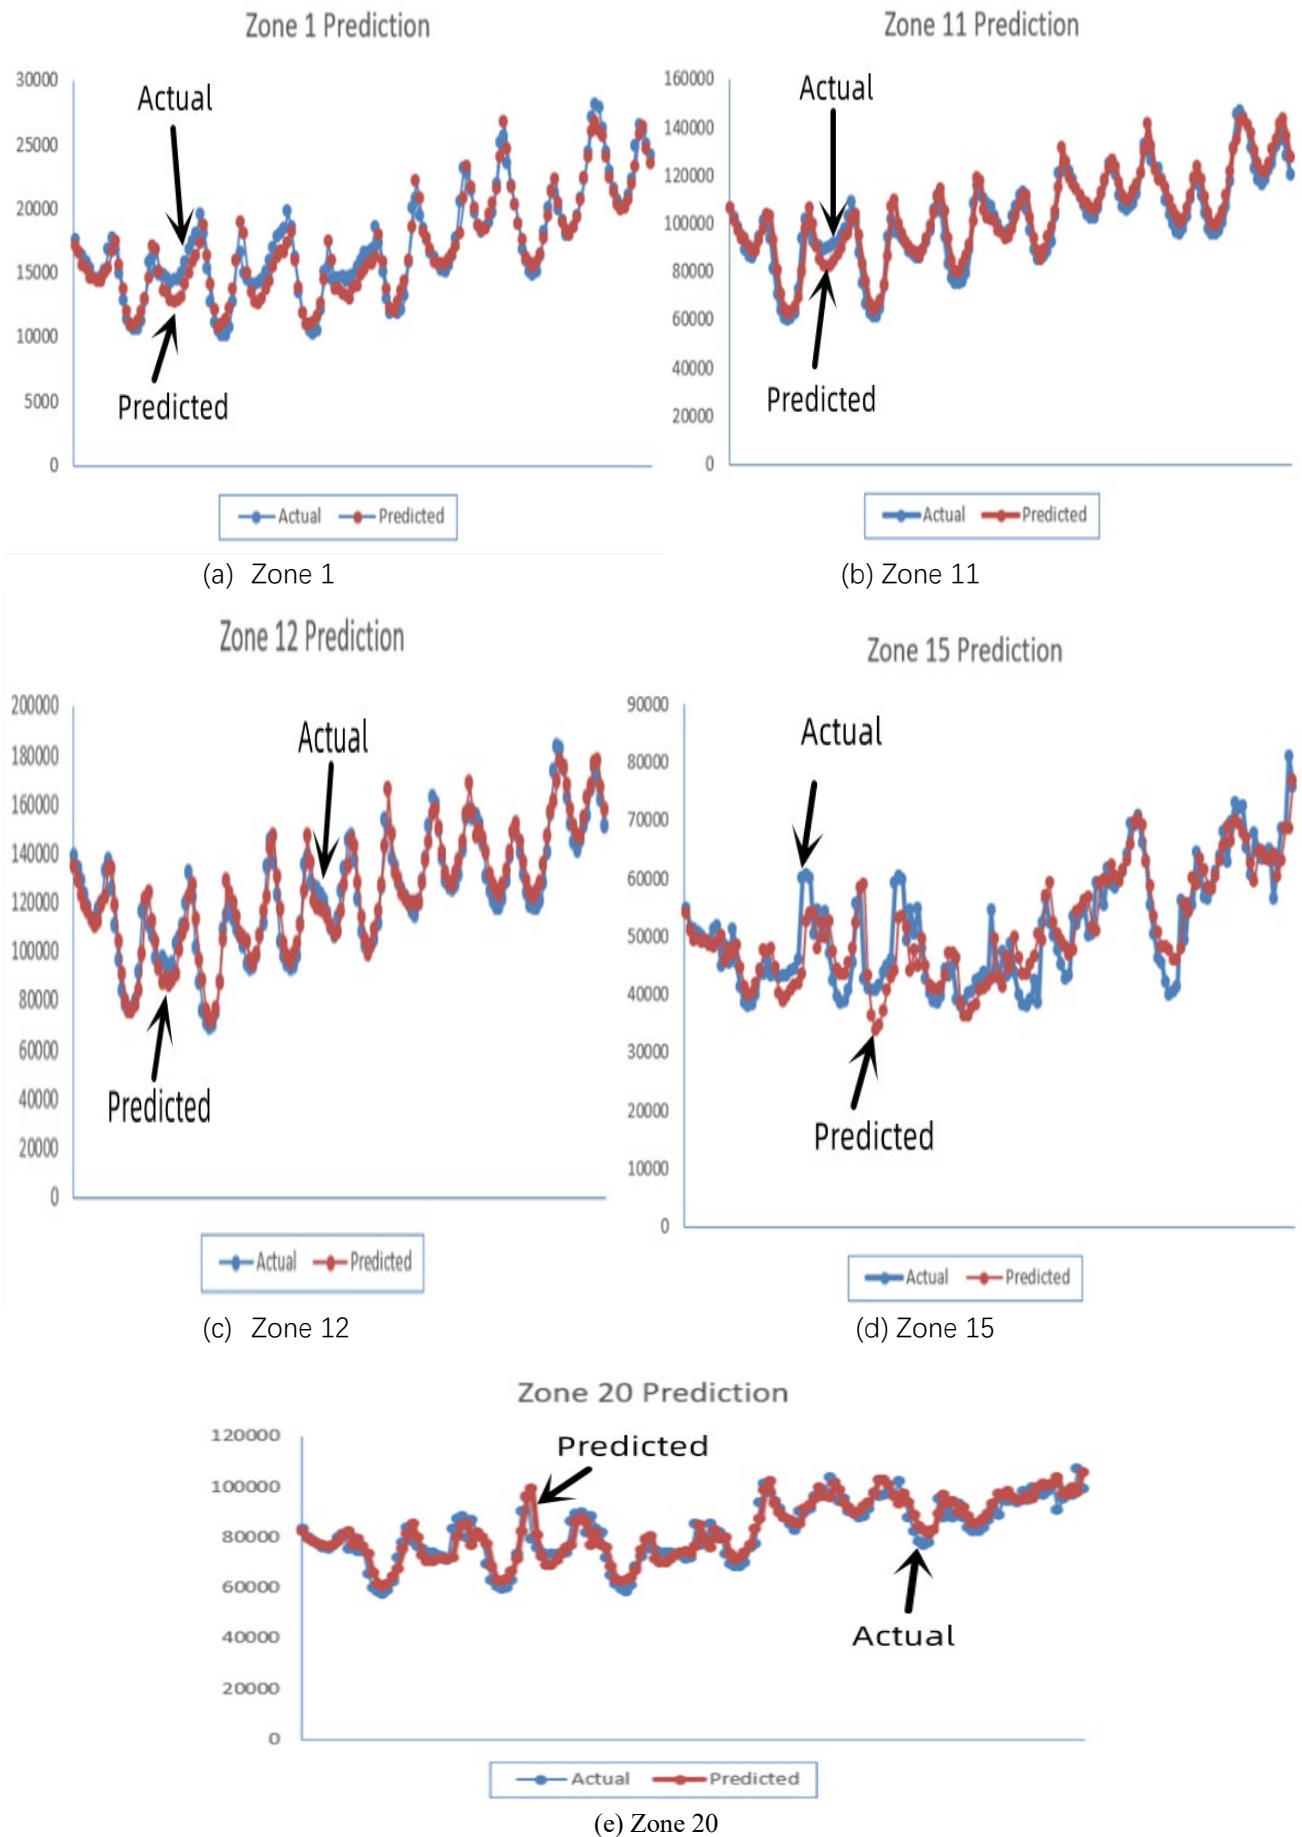 Zone 1 Prediction
30000
25000
20000
15000
10000
5000
0
Actual
Predicted
Actual Predicted
(a) Zone 1
Zone 11 Prediction
160000
140000
120000
100000
80000
60000
40000
20000
0
Actual
Predicted
Actual Predicted
(b) Zone 11
Zone 12 Prediction
200000
180000
160000
140000
120000
100000
80000
60000
40000
20000
0
Actual
Predicted
Actual Predicted
(c) Zone 12
Zone 15 Prediction
90000
80000
70000
60000
50000
40000
30000
20000
10000
0
Actual
Predicted
Actual Predicted
(d) Zone 15
Zone 20 Prediction
120000
100000
80000
60000
40000
20000
0
Predicted
Actual
Actual Predicted
(e) Zone 20